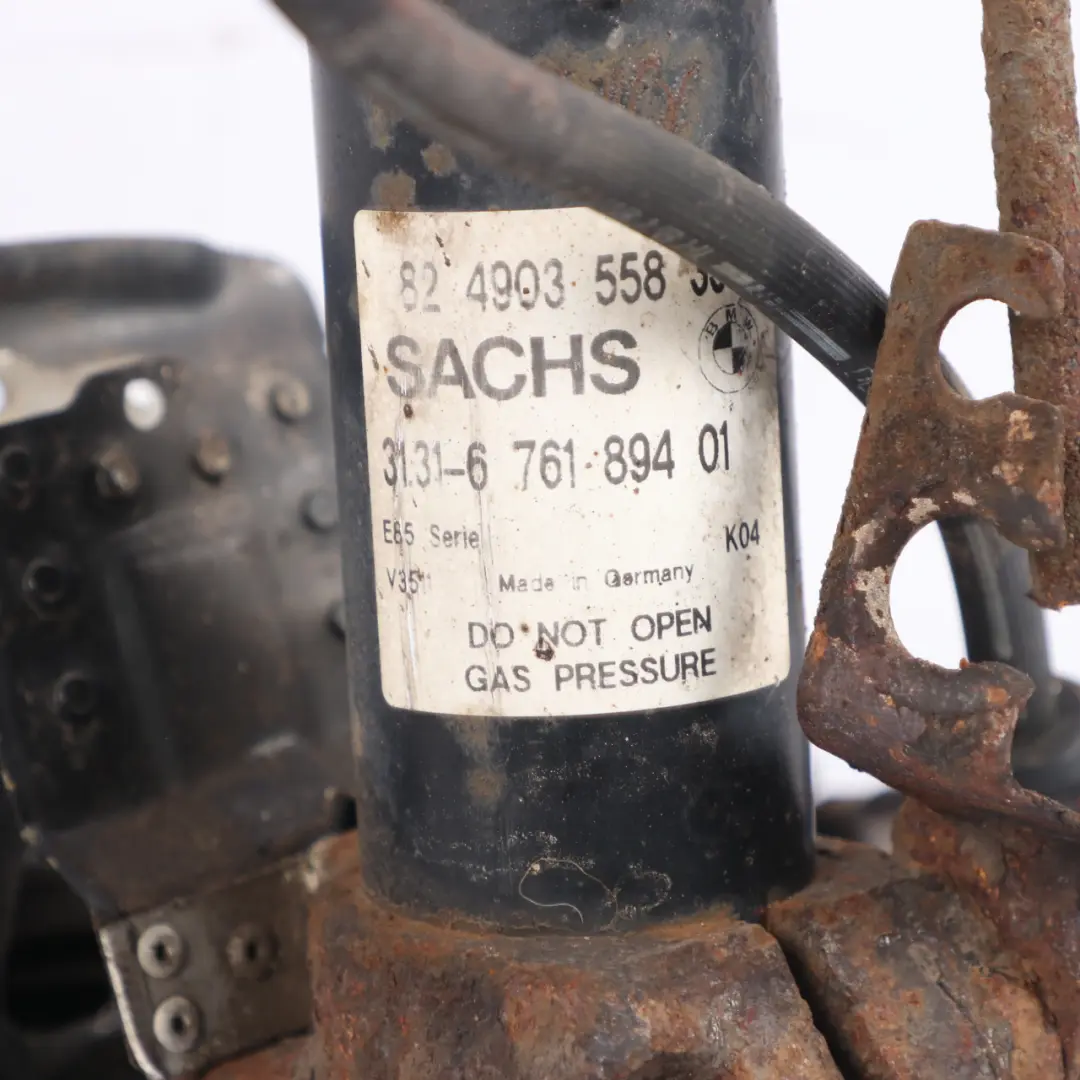 82 4903 558
SACHS
BMW
31.31-6 761 894 01
E85 Serie
K04
Made in Germany
DO NOT OPEN
GAS PRESSURE